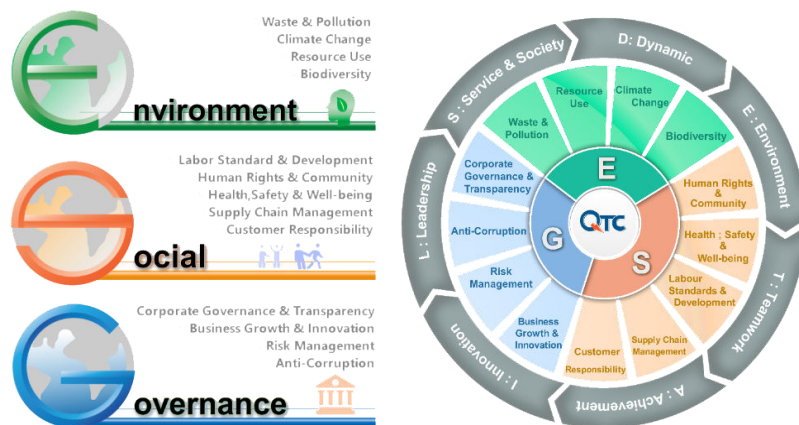 Waste & Pollution
Climate Change
Resource Use
Biodiversity
Environment
Labor Standard & Development
Human Rights & Community
Health,Safety & Well-being
Supply Chain Management
Customer Responsibility
Social
Corporate Governance & Transparency
Business Growth & Innovation
Risk Management
Anti-Corruption
Governance
S : Service & Society
D: Dynamic
E : Environment
T: Teamwork
A : Achievement
I : Innovation
L : Leadership
Waste &
Pollution
Resource
Use
Climate
Change
Biodiversity
Human Rights
& Community
Health ; Safety
&
Well-being
Labour
Standards &
Development
Supply Chain
Management
Customer
Responsibility
Business
Growth &
Innovation
Risk
Management
Anti-Corruption
Corporate
Governance &
Transparency
E
S
G
QTC